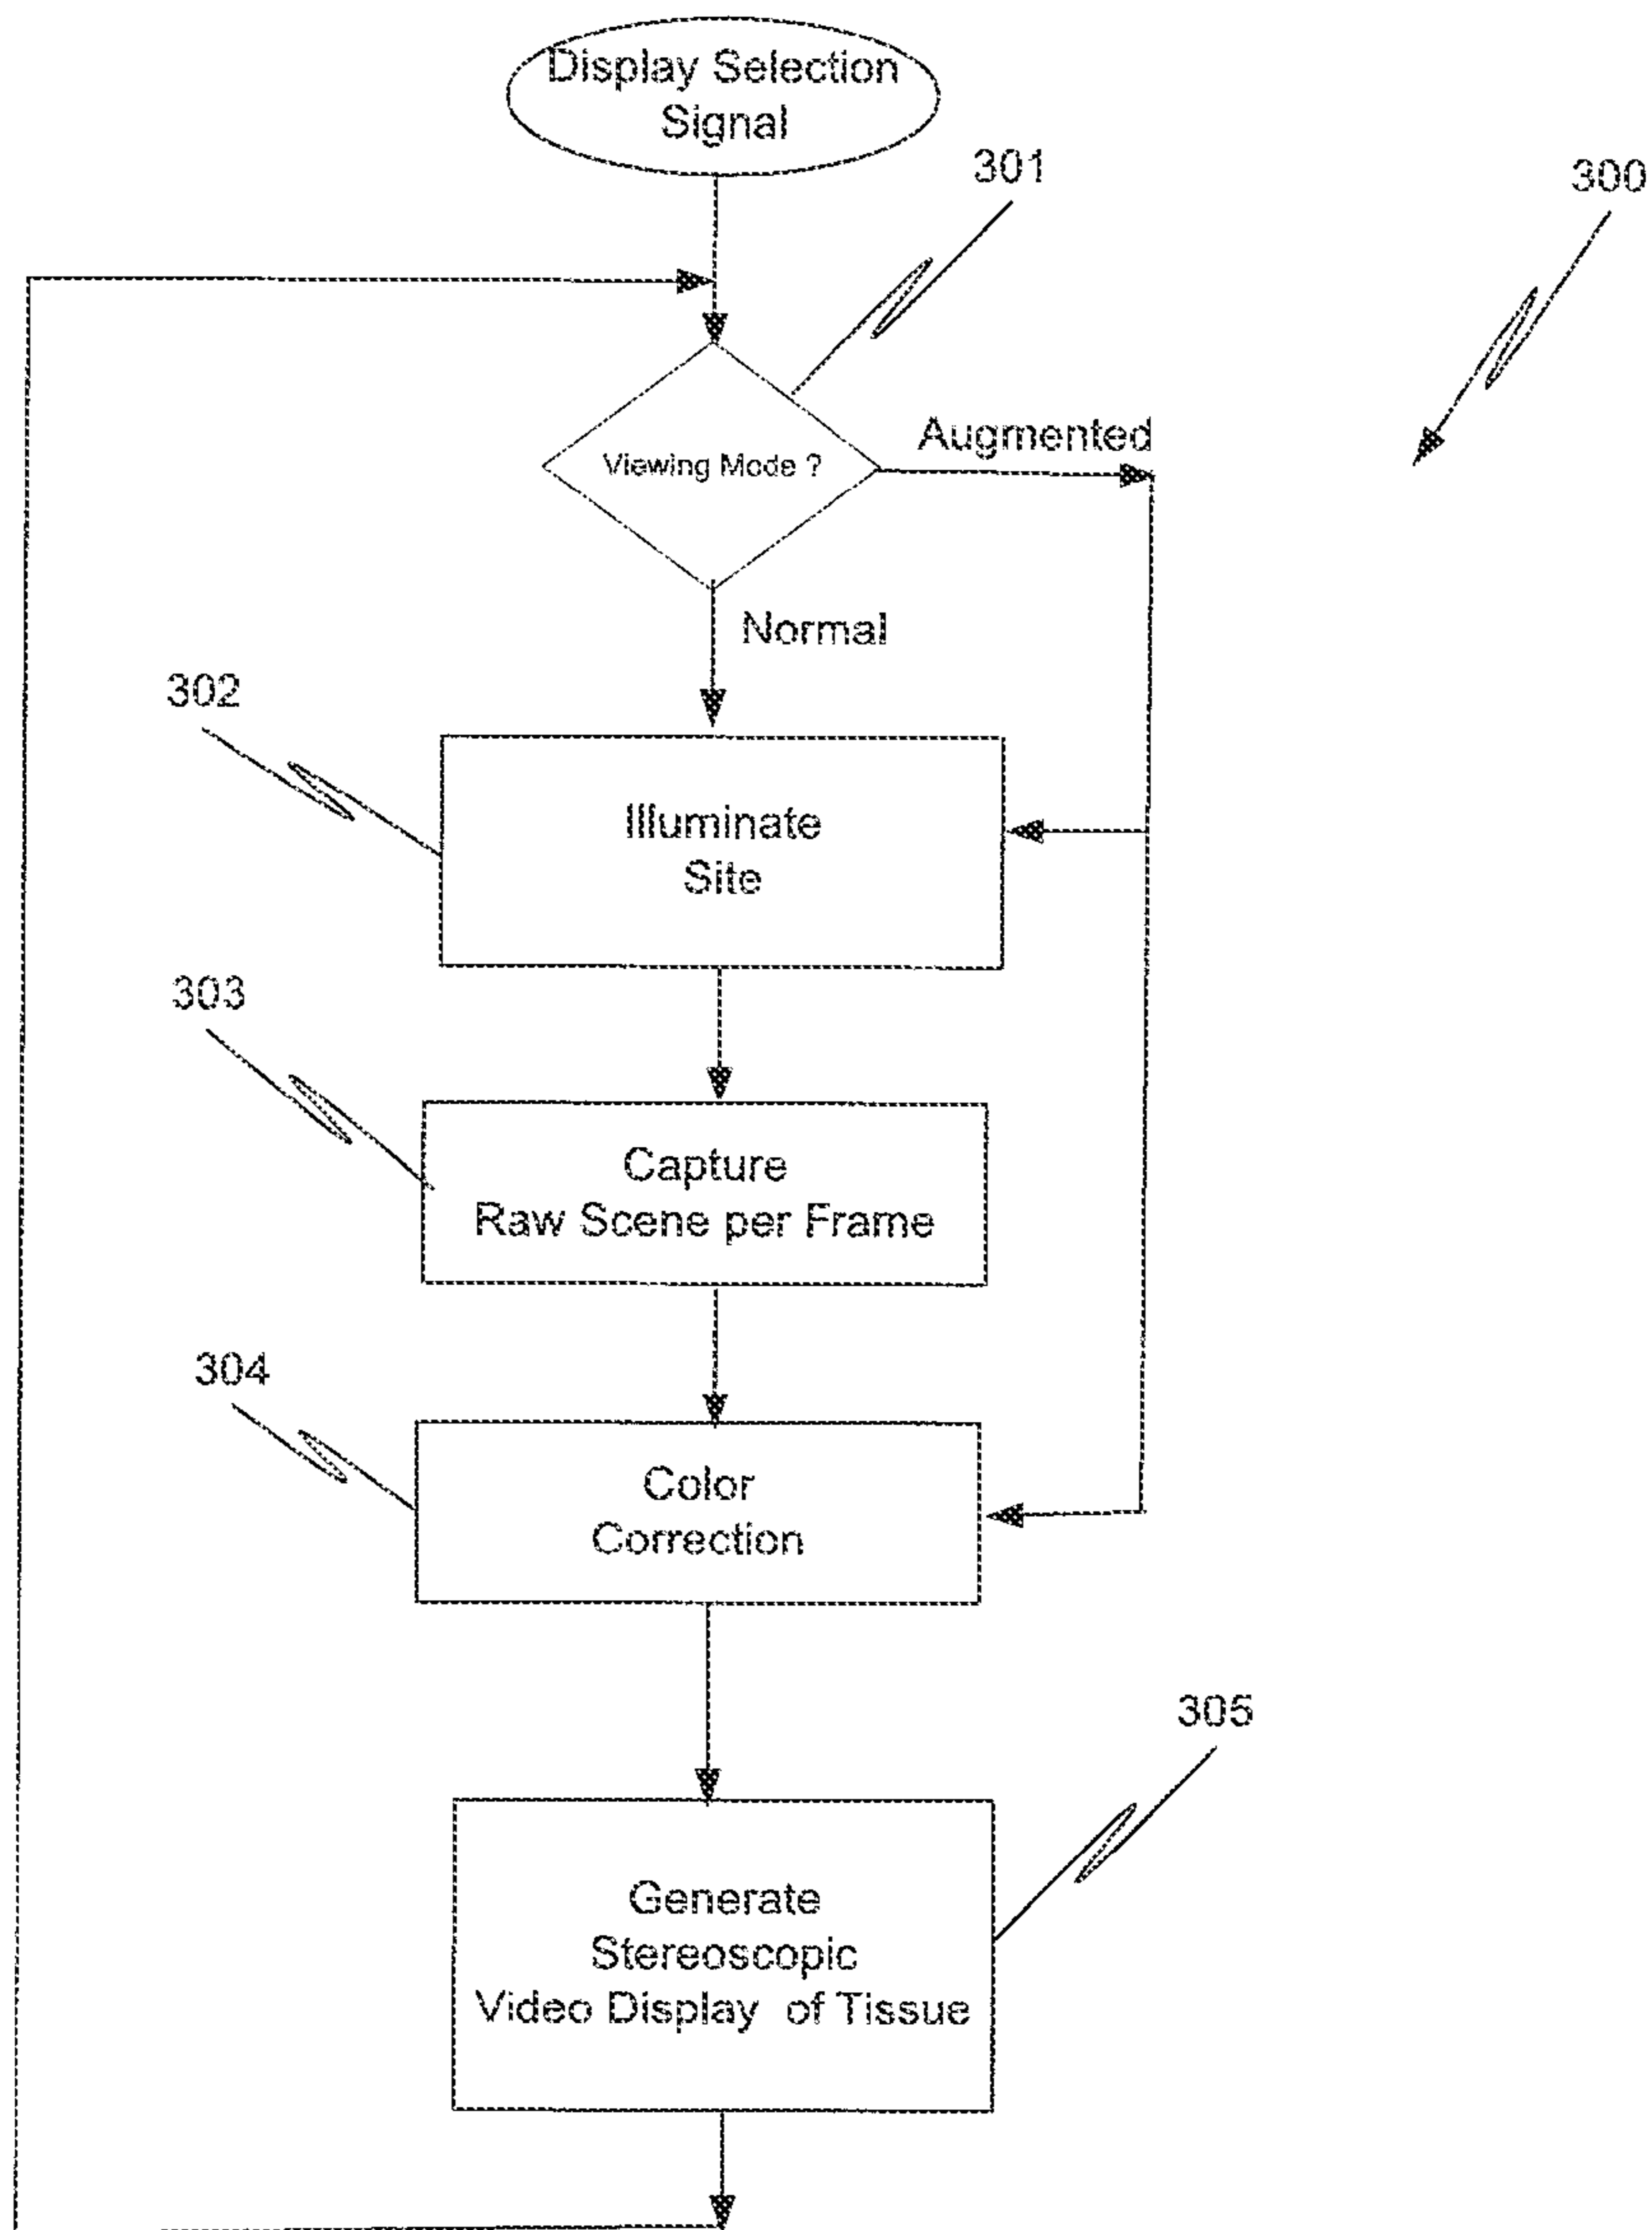 Display Selection
Signal
301
300
Viewing Mode ?
Augmented
Normal
302
Illuminate
Site
303
Capture
Raw Scene per Frame
304
Color
Correction
305
Generate
Stereoscopic
Video Display of Tissue